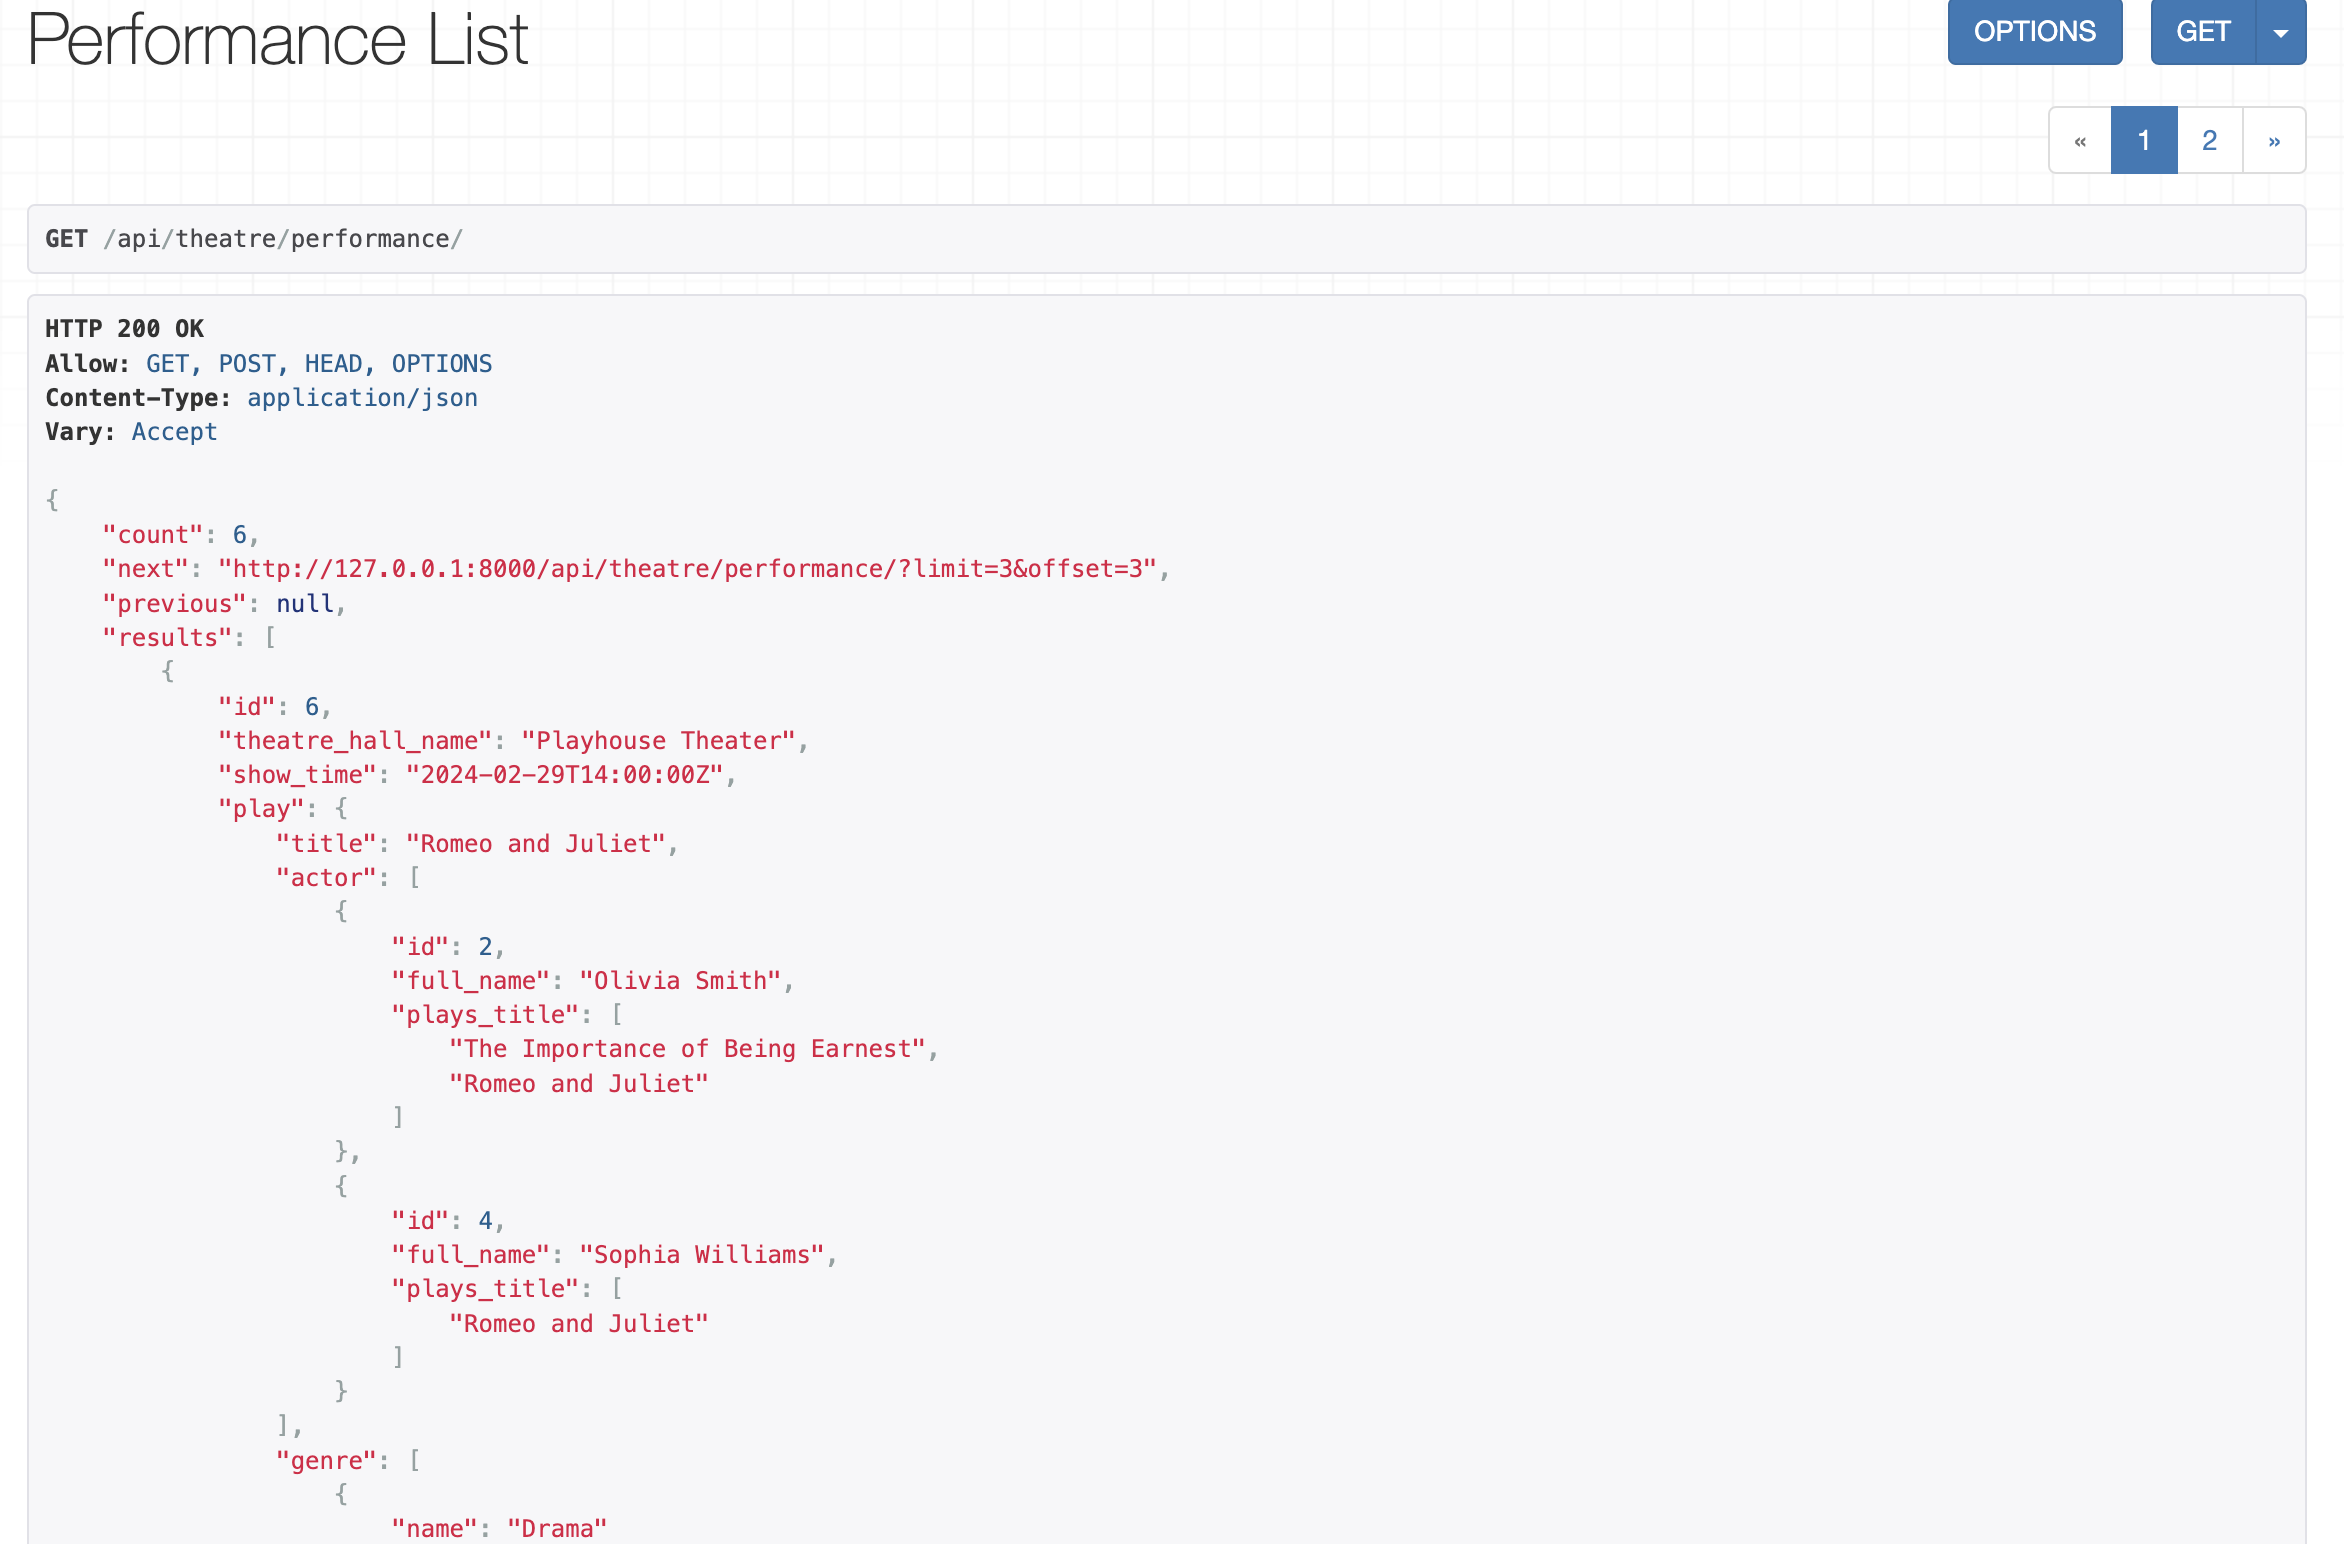 Performance List
OPTIONS
GET
« 1 2 »
GET /api/theatre/performance/
HTTP 200 OK
Allow: GET, POST, HEAD, OPTIONS
Content-Type: application/json
Vary: Accept
{
    "count": 6,
    "next": "http://127.0.0.1:8000/api/theatre/performance/?limit=3&offset=3",
    "previous": null,
    "results": [
        {
            "id": 6,
            "theatre_hall_name": "Playhouse Theater",
            "show_time": "2024-02-29T14:00:00Z",
            "play": {
                "title": "Romeo and Juliet",
                "actor": [
                    {
                        "id": 2,
                        "full_name": "Olivia Smith",
                        "plays_title": [
                            "The Importance of Being Earnest",
                            "Romeo and Juliet"
                        ]
                    },
                    {
                        "id": 4,
                        "full_name": "Sophia Williams",
                        "plays_title": [
                            "Romeo and Juliet"
                        ]
                    }
                ],
                "genre": [
                    {
                        "name": "Drama"